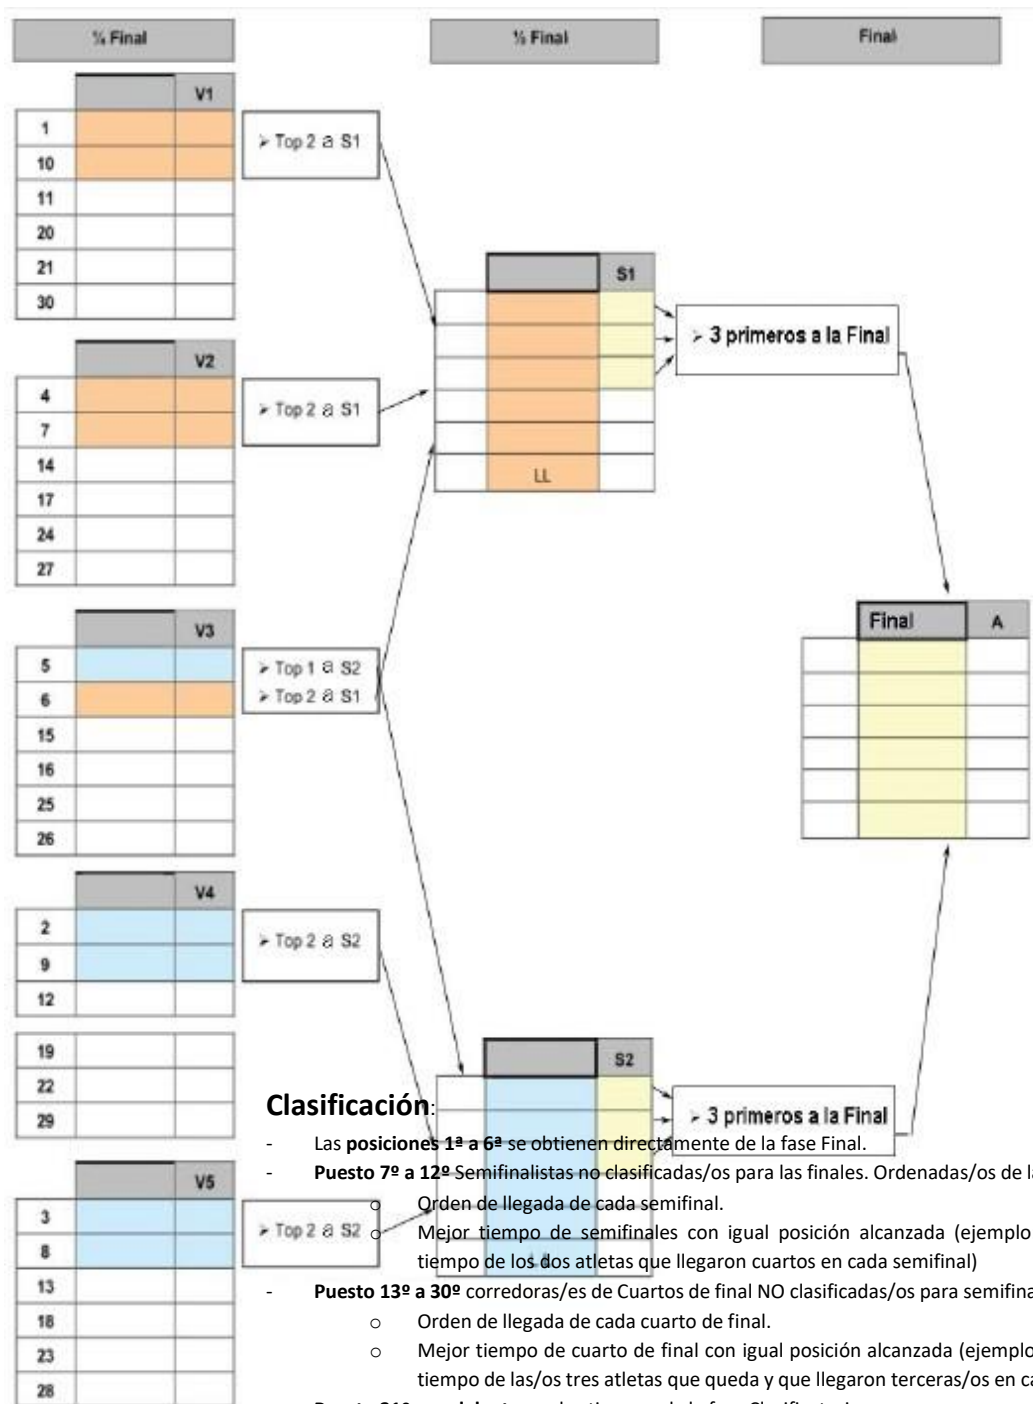 ¼ Final
½ Final
Final
V1
1
10
11
20
21
30
➢ Top 2 a S1
V2
4
7
14
17
24
27
➢ Top 2 a S1
V3
5
6
15
16
25
26
➢ Top 1 a S2
➢ Top 2 a S1
V4
2
9
12
19
22
29
➢ Top 2 a S2
V5
3
8
13
18
23
28
➢ Top 2 a S2
S1
LL
➢ 3 primeros a la Final
S2
➢ 3 primeros a la Final
Final A
Clasificación:
- Las posiciones 1ª a 6ª se obtienen directamente de la fase Final.
- Puesto 7º a 12º Semifinalistas no clasificadas/os para las finales. Ordenadas/os de
o Orden de llegada de cada semifinal.
o Mejor tiempo de semifinales con igual posición alcanzada (ejemplo
tiempo de los dos atletas que llegaron cuartos en cada semifinal)
- Puesto 13º a 30º corredoras/es de Cuartos de final NO clasificadas/os para
o Orden de llegada de cada cuarto de final.
o Mejor tiempo de cuarto de final con igual posición alcanzada (ejemplo
tiempo de las/os tres atletas que queda y que llegaron terceras/os en